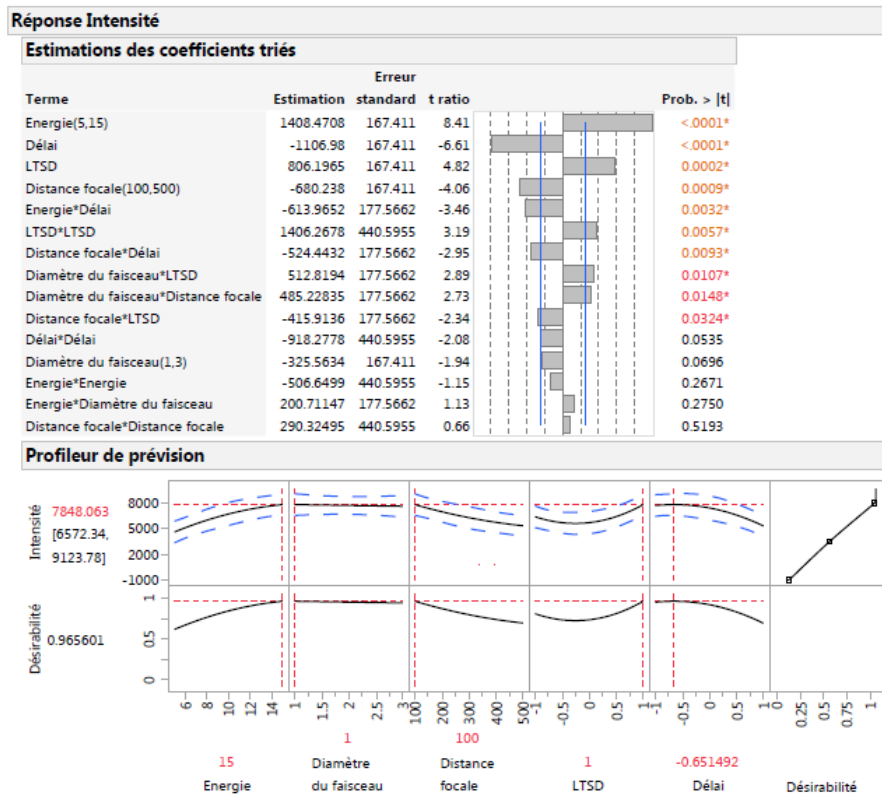 Réponse Intensité
Estimations des coefficients triés
Erreur
Terme Estimation standard t ratio Prob. > |t|
Energie(5,15) 1408.4708 167.411 8.41 <.0001*
Délai -1106.98 167.411 -6.61 <.0001*
LTSD 806.1965 167.411 4.82 0.0002*
Distance focale(100,500) -680.238 167.411 -4.06 0.0009*
Energie*Délai -613.9652 177.5662 -3.46 0.0032*
LTSD*LTSD 1406.2678 440.5955 3.19 0.0057*
Distance focale*Délai -524.4432 177.5662 -2.95 0.0093*
Diamètre du faisceau*LTSD 512.8194 177.5662 2.89 0.0107*
Diamètre du faisceau*Distance focale 485.22835 177.5662 2.73 0.0148*
Distance focale*LTSD -415.9136 177.5662 -2.34 0.0324*
Délai*Délai -918.2778 440.5955 -2.08 0.0535
Diamètre du faisceau(1,3) -325.5634 167.411 -1.94 0.0696
Energie*Energie -506.6499 440.5955 -1.15 0.2671
Energie*Diamètre du faisceau 200.71147 177.5662 1.13 0.2750
Distance focale*Distance focale 290.32495 440.5955 0.66 0.5193
Profileur de prévision
Intensité
7848.063
[6572.34,
9123.78]
8000
5000
2000
-1000
Désirabilité
0.965601
1
0.5
0
6 8 10 12 14 1 1.5 2 2.5 3 100 200 300 400 500 -1 -0.5 0 0.5 1 -0.5 0 0.5 1 0 0.25 0.5 0.75 1
15 1 100 1 -0.651492
Energie Diamètre du faisceau Distance focale LTSD Délai Désirabilité